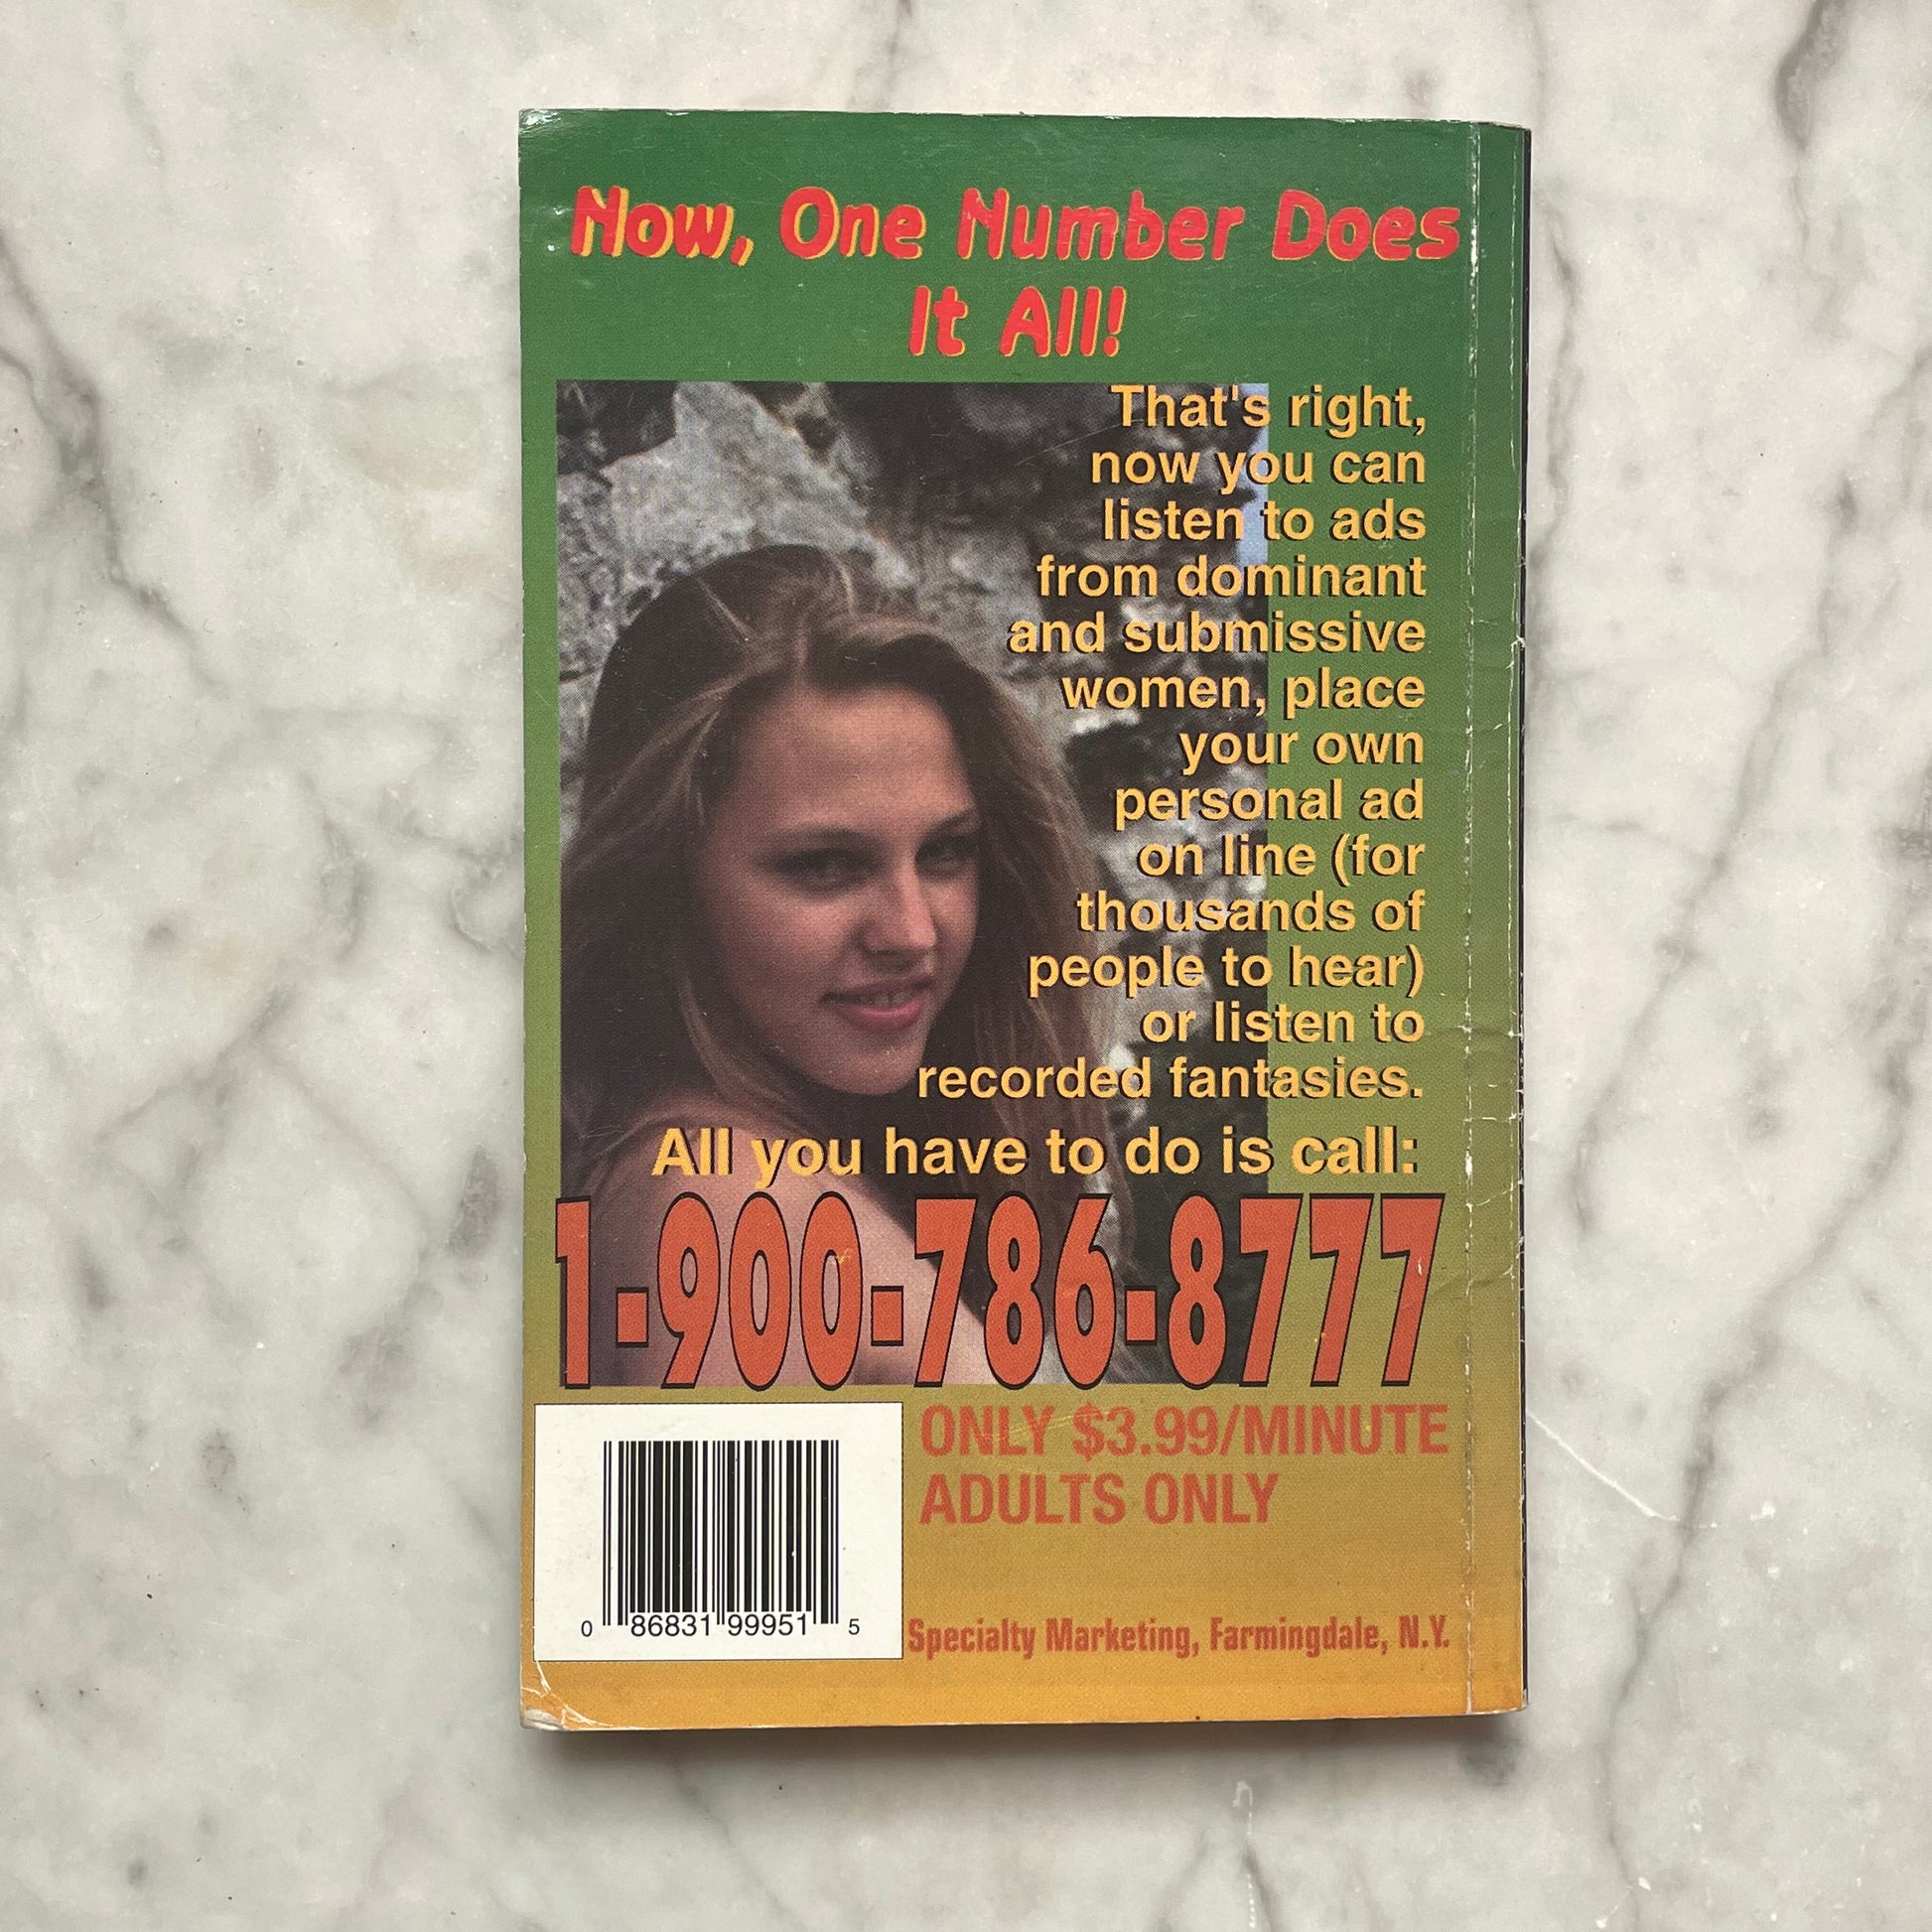 Now, One Number Does
It All!
That's right,
now you can
listen to ads
from dominant
and submissive
women, place
your own
personal ad
on line (for
thousands of
people to hear)
or listen to
recorded fantasies.
All you have to do is call:
1-900-786-8777
ONLY $3.99/MINUTE
ADULTS ONLY
0 86831 99951 5
Specialty Marketing, Farmingdale, N.Y.